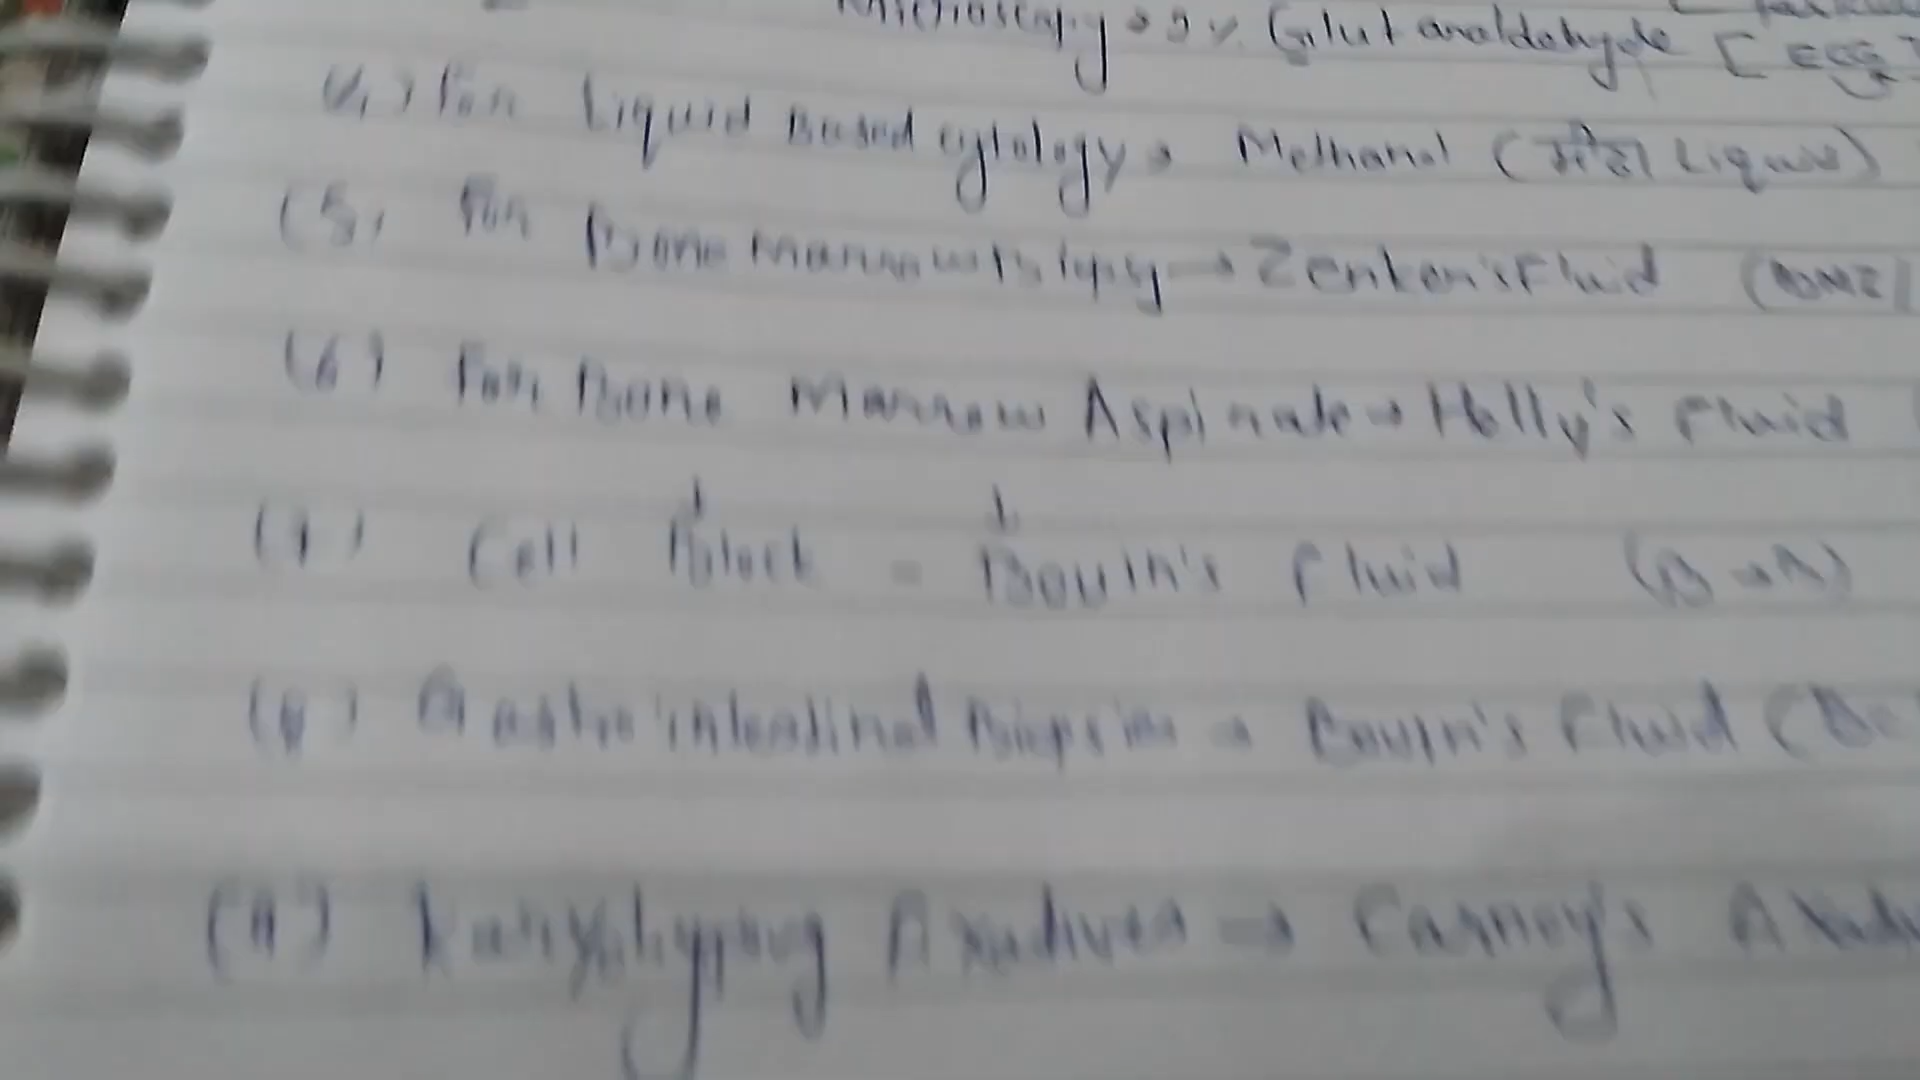 Microscopy → 2% Glutaraldehyde [ ECG
(4) For Liquid Based cytology → Methanol ( Liquid)
(5) For Bone Marrow Biopsy → Zenker's Fluid (BMZ)
(6) For Bone Marrow Aspirate → Helly's Fluid (
(7) Cell Block - Bouin's Fluid (B → B)
(8) Gastrointestinal Biopsies → Bouin's Fluid (
(9) Karyotyping Fixatives → Carnoy's